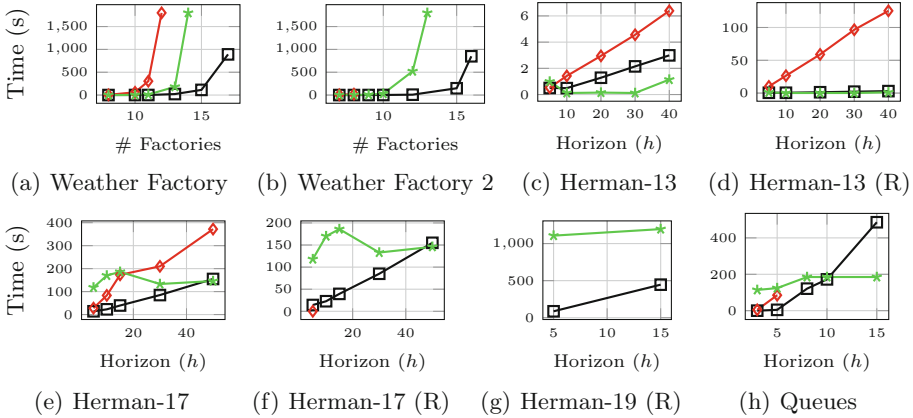 Time (s)
1,500
1,000
500
0
10
15
# Factories
(a) Weather Factory
1,500
1,000
500
0
10
15
# Factories
(b) Weather Factory 2
6
4
2
0
10
20
30
40
Horizon (h)
(c) Herman-13
100
50
0
10
20
30
40
Horizon (h)
(d) Herman-13 (R)
Time (s)
400
300
200
100
0
20
40
Horizon (h)
(e) Herman-17
200
150
100
50
0
20
40
Horizon (h)
(f) Herman-17 (R)
1,000
500
0
5
10
15
Horizon (h)
(g) Herman-19 (R)
400
200
0
5
10
15
Horizon (h)
(h) Queues